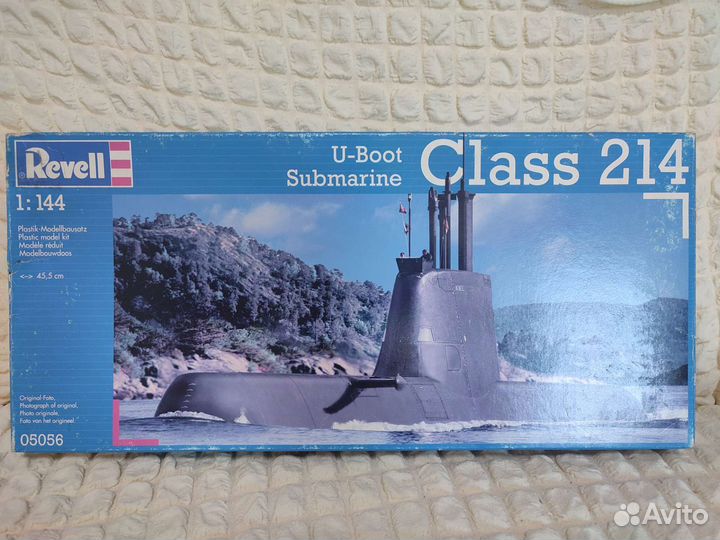 Revell
U-Boot
Submarine
Class 214
1:144
Plastik-Modellbausatz
Plastic model kit
Modèle réduit
Modelbouwdoos
<-> 45,5 cm
Original-Foto,
Photograph of original,
Photo originale,
Foto van het origineel
05056
Avito